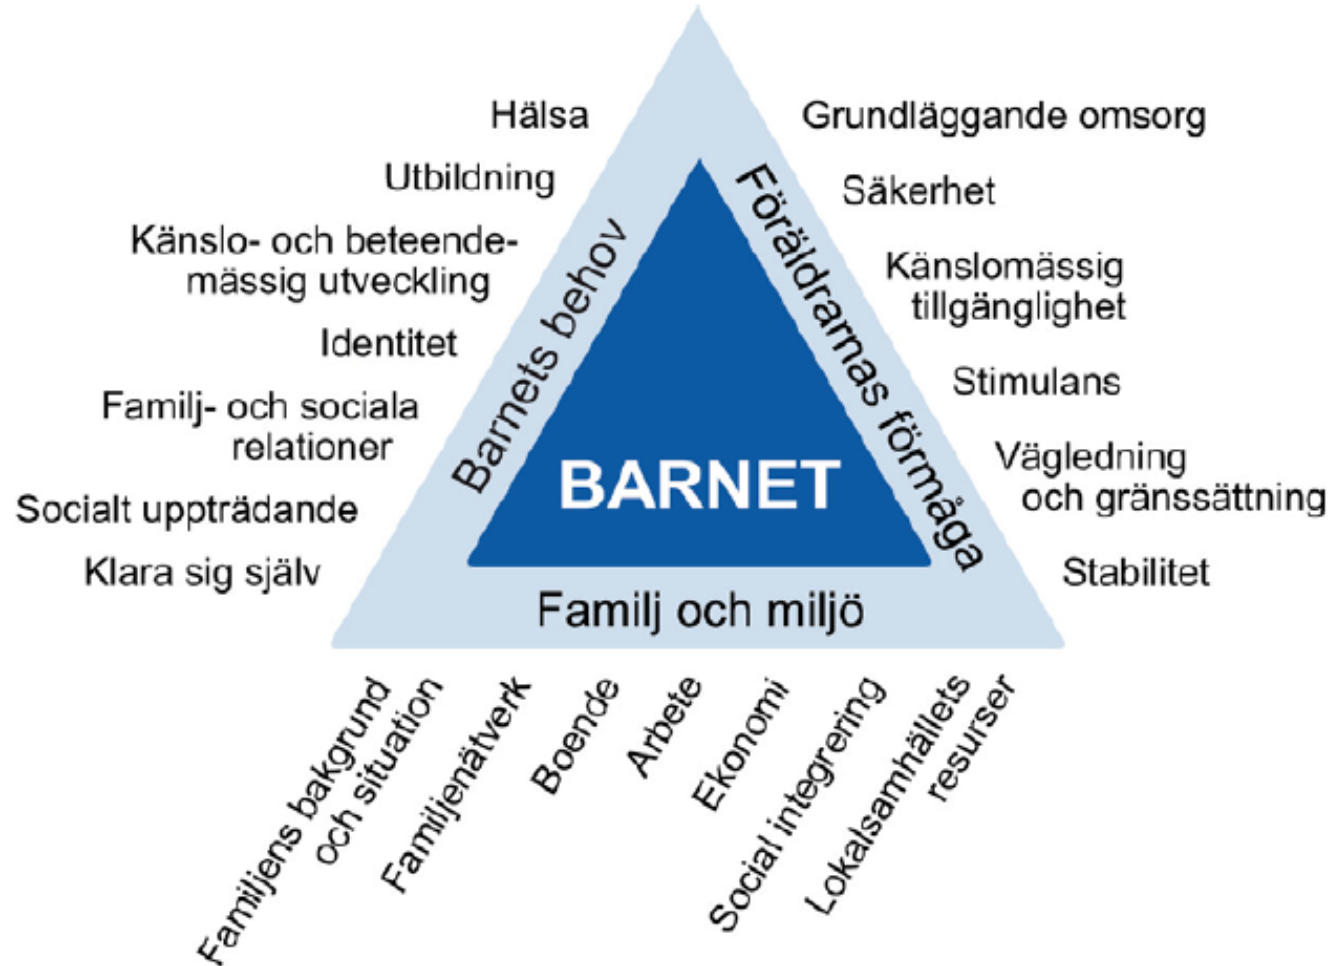 Hälsa
Utbildning
Känslo- och beteende-
mässig utveckling
Identitet
Familj- och sociala
relationer
Socialt uppträdande
Klara sig själv
Barnets behov
BARNET
Föräldrarnas förmåga
Grundläggande omsorg
Säkerhet
Känslomässig
tillgänglighet
Stimulans
Vägledning
och gränssättning
Stabilitet
Familj och miljö
Familjens bakgrund
och situation
Familjenätverk
Boende
Arbete
Ekonomi
Social integrering
Lokalsamhällets
resurser